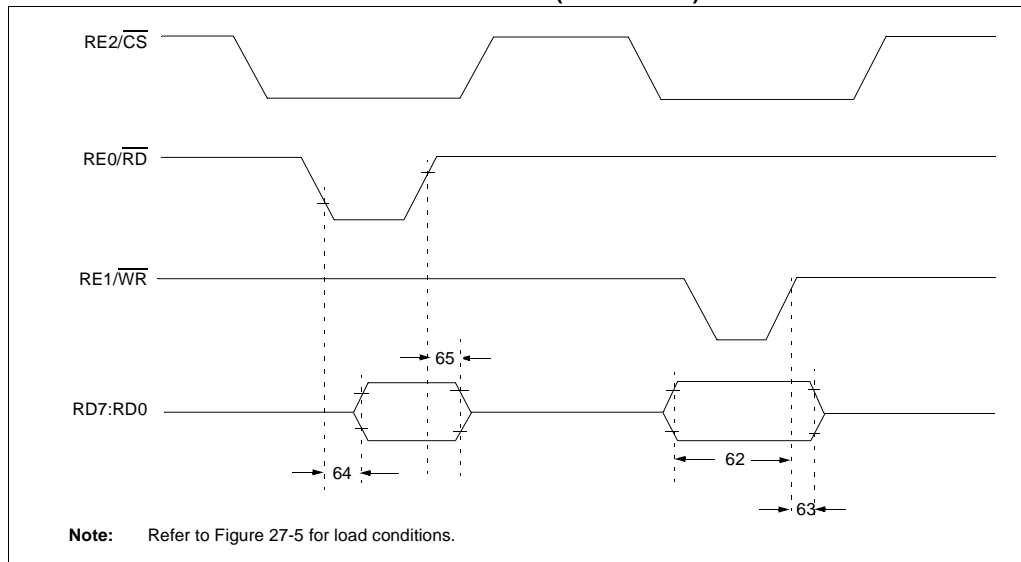 RE2/CS
RE0/RD
RE1/WR
65
RD7:RD0
64
62
63
Note: Refer to Figure 27-5 for load conditions.